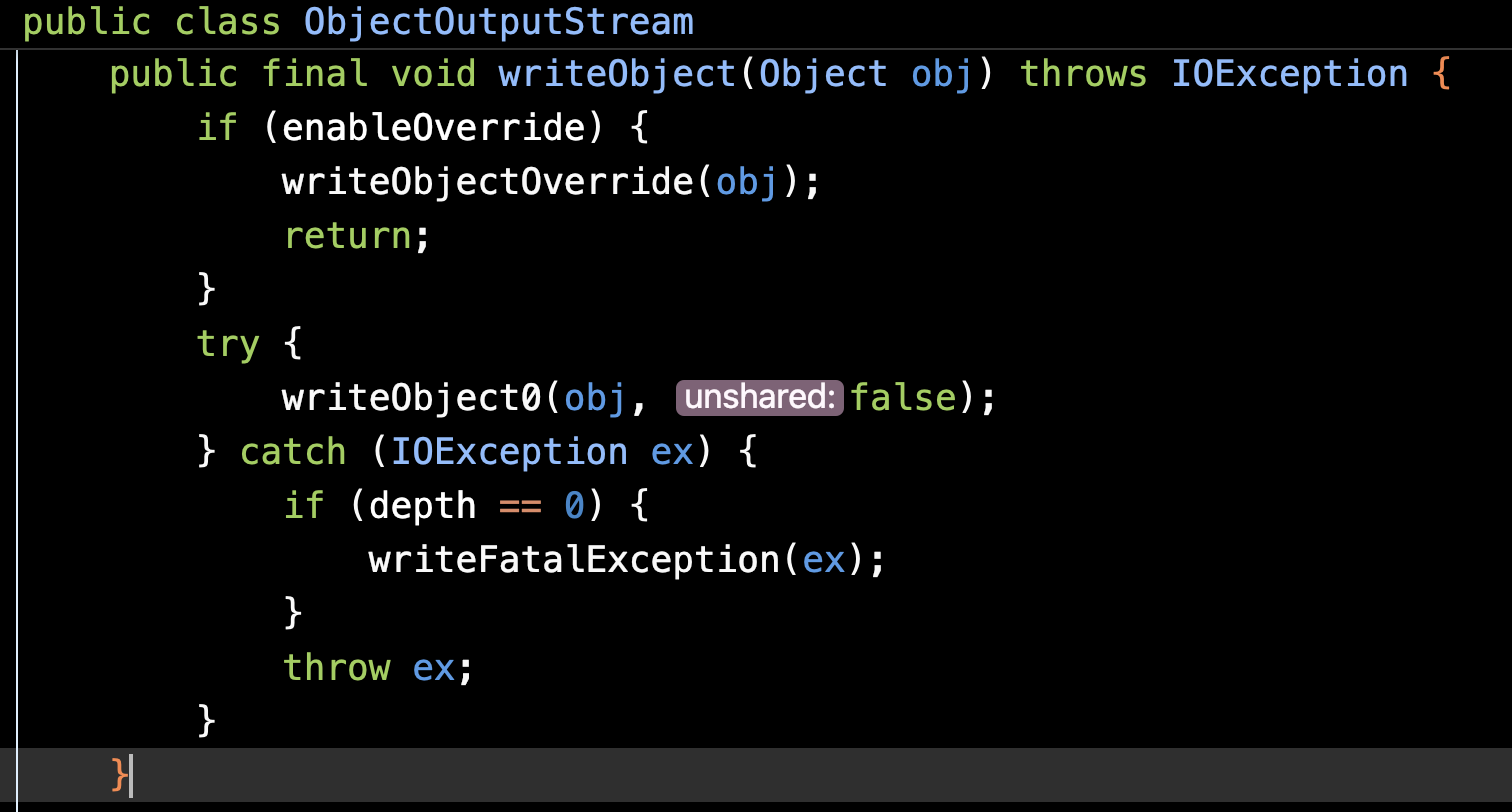 public class ObjectOutputStream
public final void writeObject(Object obj) throws IOException {
if (enableOverride) {
writeObjectOverride(obj);
return;
}
try {
writeObject0(obj, unshared: false);
} catch (IOException ex) {
if (depth == 0) {
writeFatalException(ex);
}
throw ex;
}
}